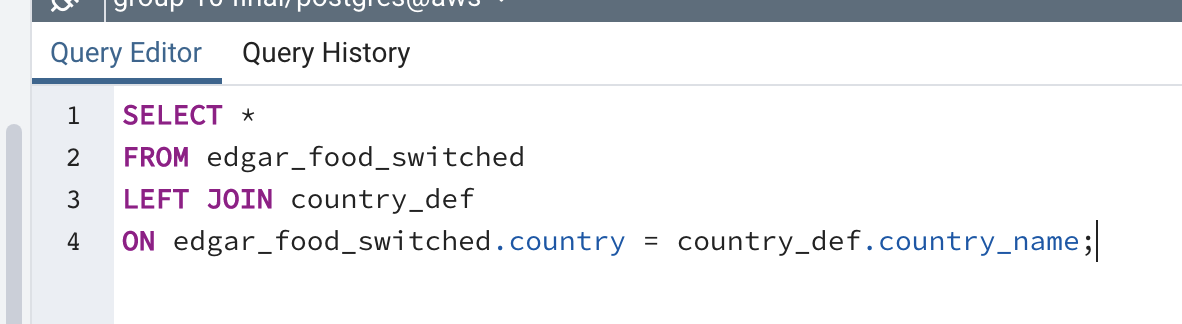 group-10-final/postgres@aws
Query Editor Query History
1 SELECT *
2 FROM edgar_food_switched
3 LEFT JOIN country_def
4 ON edgar_food_switched.country = country_def.country_name;